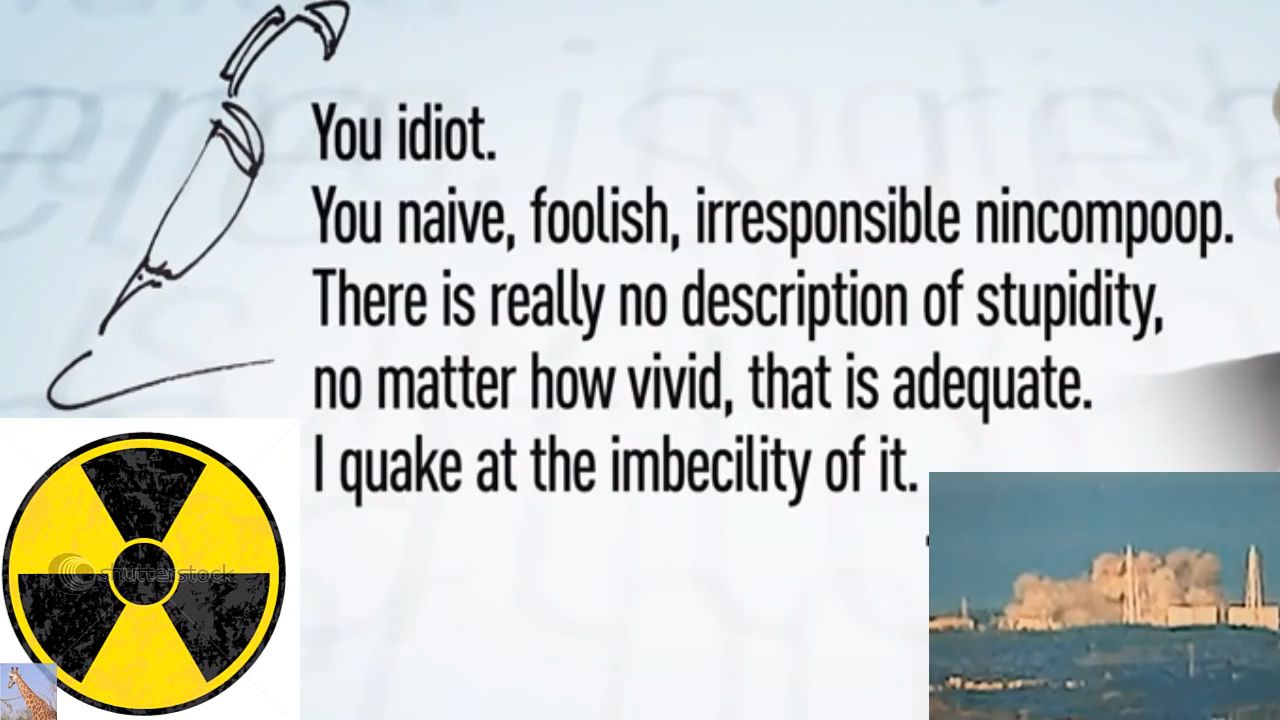 You idiot.
You naive, foolish, irresponsible nincompoop.
There is really no description of stupidity,
no matter how vivid, that is adequate.
I quake at the imbecility of it.
shutterstock